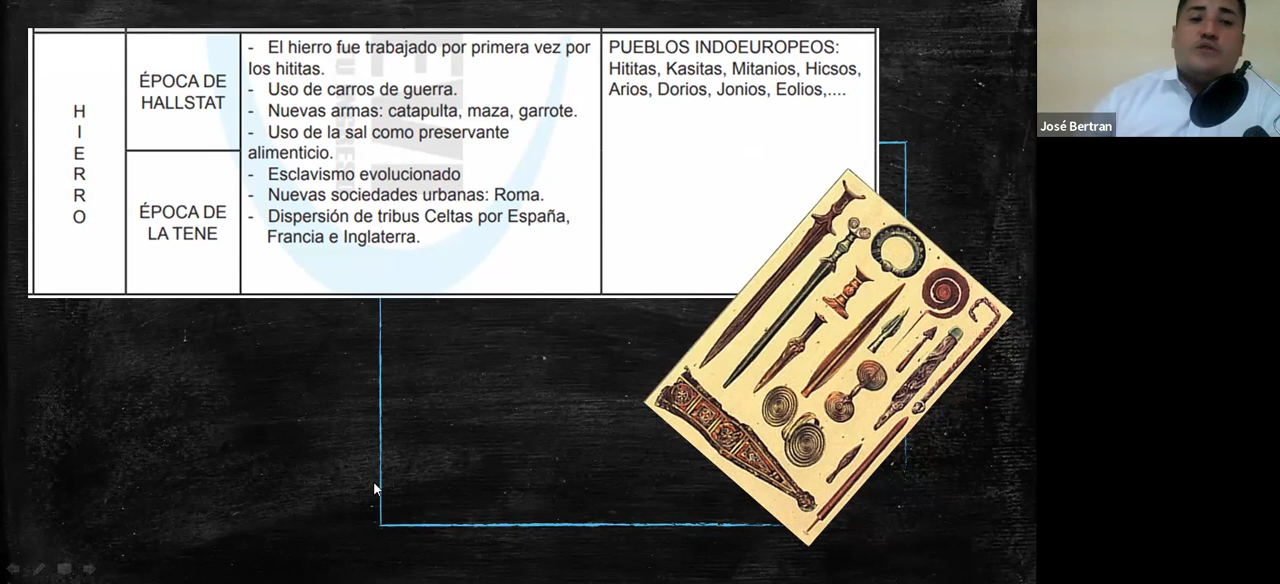 H
I
E
R
R
O
ÉPOCA DE
HALLSTAT
ÉPOCA DE
LA TENE
- El hierro fue trabajado por primera vez por
los hititas.
- Uso de carros de guerra.
- Nuevas armas: catapulta, maza, garrote.
- Uso de la sal como preservante
alimenticio.
- Esclavismo evolucionado
- Nuevas sociedades urbanas: Roma.
- Dispersión de tribus Celtas por España,
Francia e Inglaterra.
PUEBLOS INDOEUROPEOS:
Hititas, Kasitas, Mitanios, Hicsos,
Arios, Dorios, Jonios, Eolios,....
José Bertran